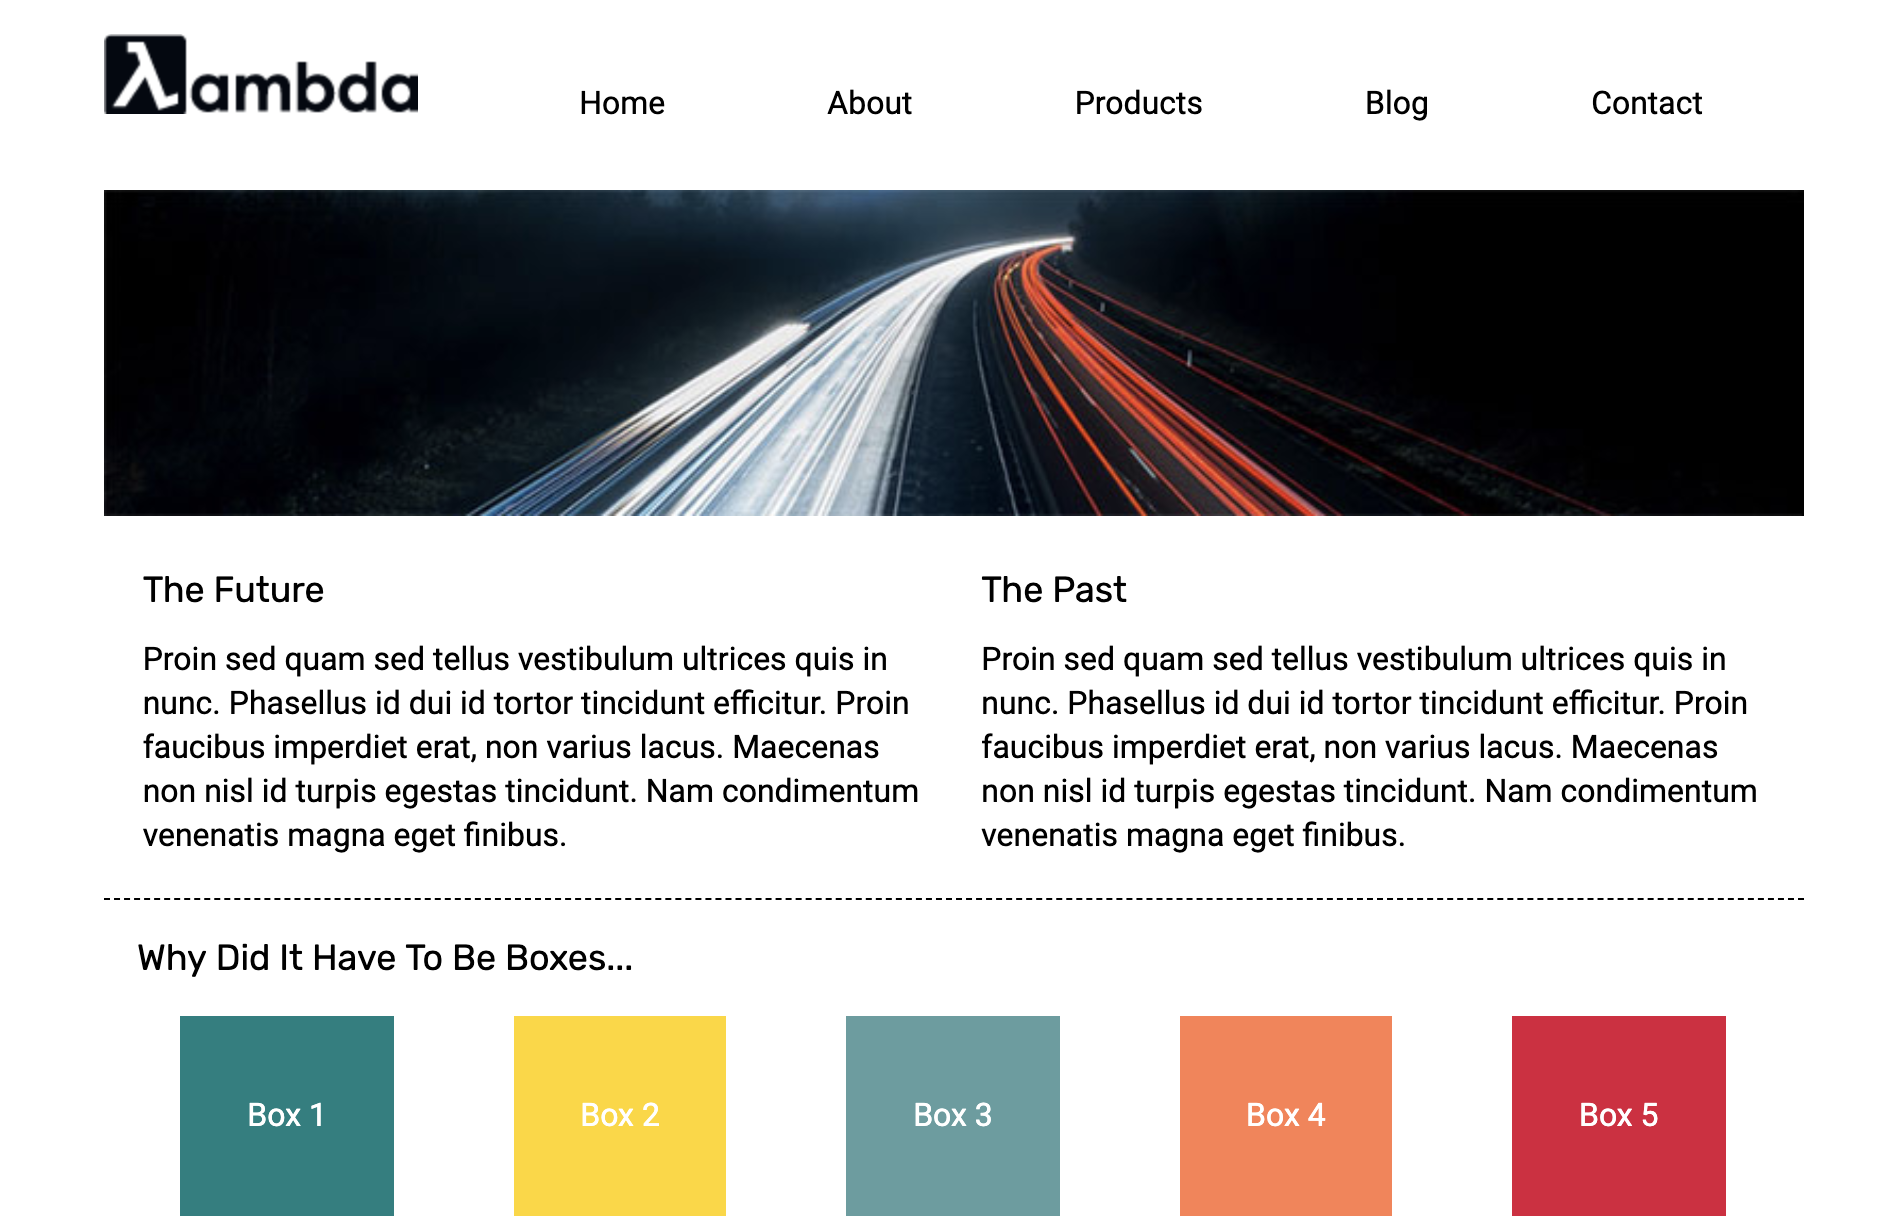 λambda
Home About Products Blog Contact
The Future
Proin sed quam sed tellus vestibulum ultrices quis in
nunc. Phasellus id dui id tortor tincidunt efficitur. Proin
faucibus imperdiet erat, non varius lacus. Maecenas
non nisl id turpis egestas tincidunt. Nam condimentum
venenatis magna eget finibus.
The Past
Proin sed quam sed tellus vestibulum ultrices quis in
nunc. Phasellus id dui id tortor tincidunt efficitur. Proin
faucibus imperdiet erat, non varius lacus. Maecenas
non nisl id turpis egestas tincidunt. Nam condimentum
venenatis magna eget finibus.
Why Did It Have To Be Boxes...
Box 1 Box 2 Box 3 Box 4 Box 5